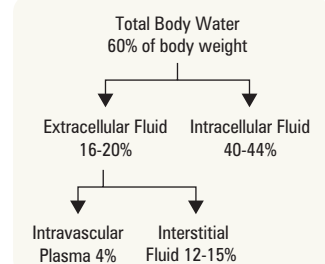 Total Body Water
60% of body weight
Extracellular Fluid
16-20%
Intracellular Fluid
40-44%
Intravascular
Plasma 4%
Interstitial
Fluid 12-15%